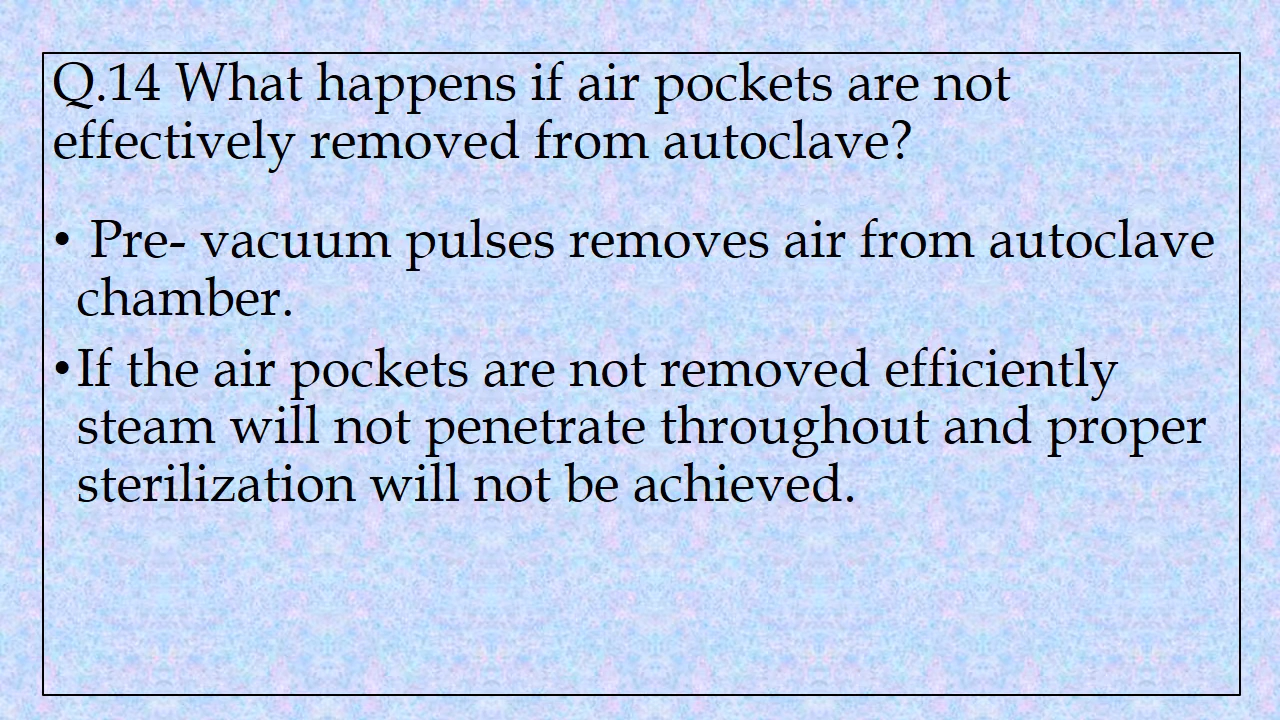 Q.14 What happens if air pockets are not
effectively removed from autoclave?
• Pre- vacuum pulses removes air from autoclave
chamber.
•If the air pockets are not removed efficiently
steam will not penetrate throughout and proper
sterilization will not be achieved.